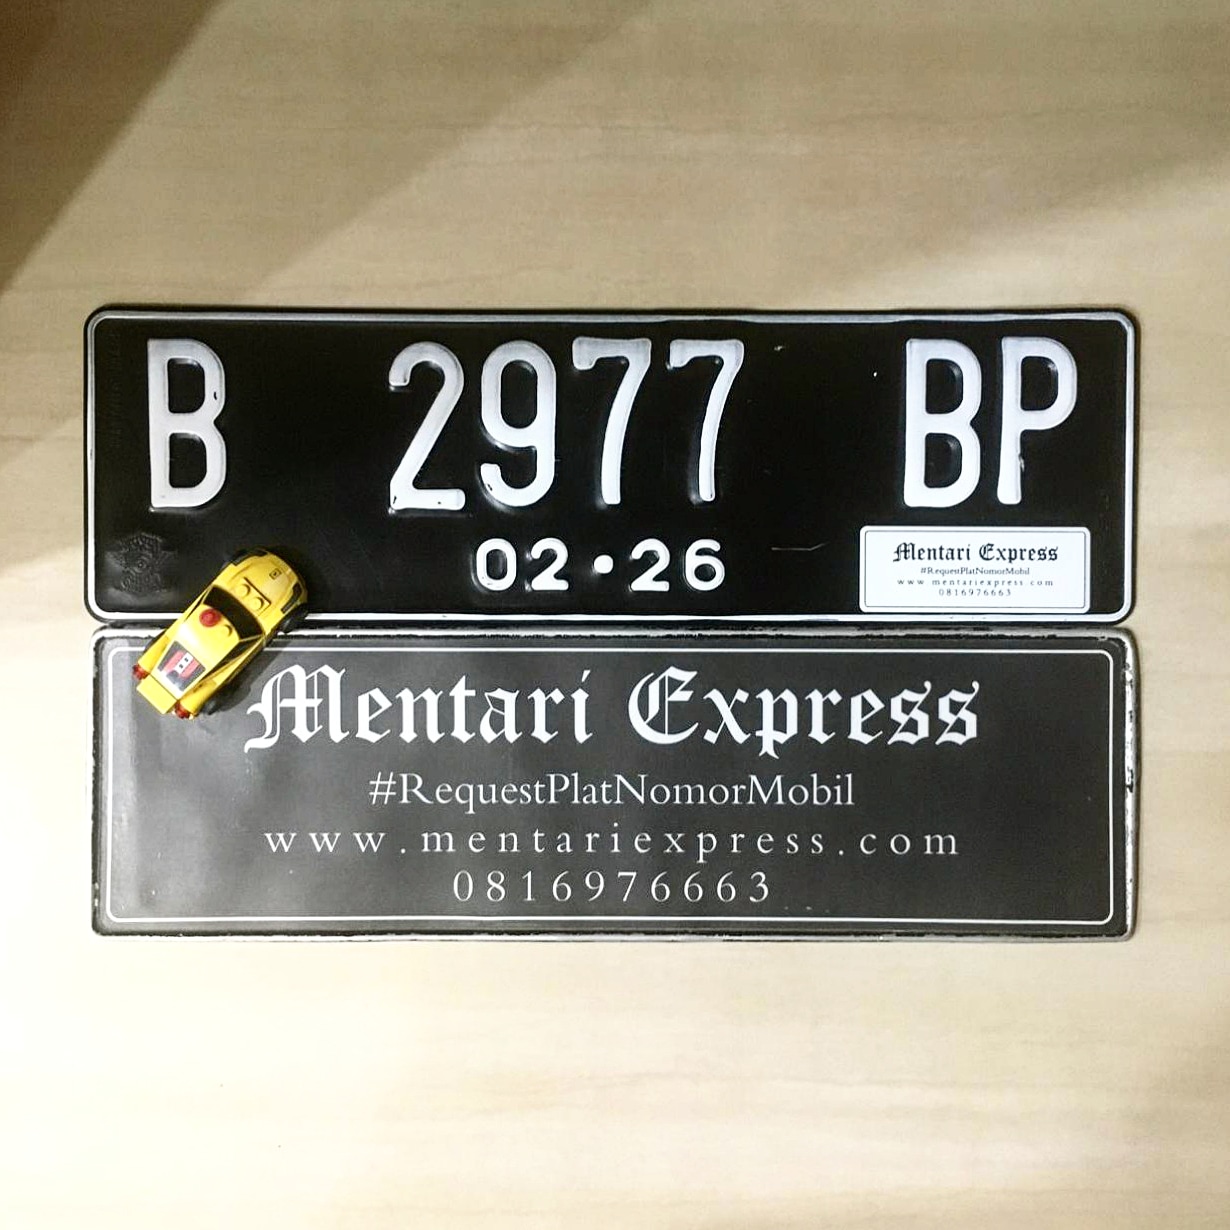 B 2977 BP
02•26
Mentari Express
#RequestPlatNomorMobil
www mentariexpress com
0816976663
Mentari Express
#RequestPlatNomorMobil
www.mentariexpress.com
0816976663